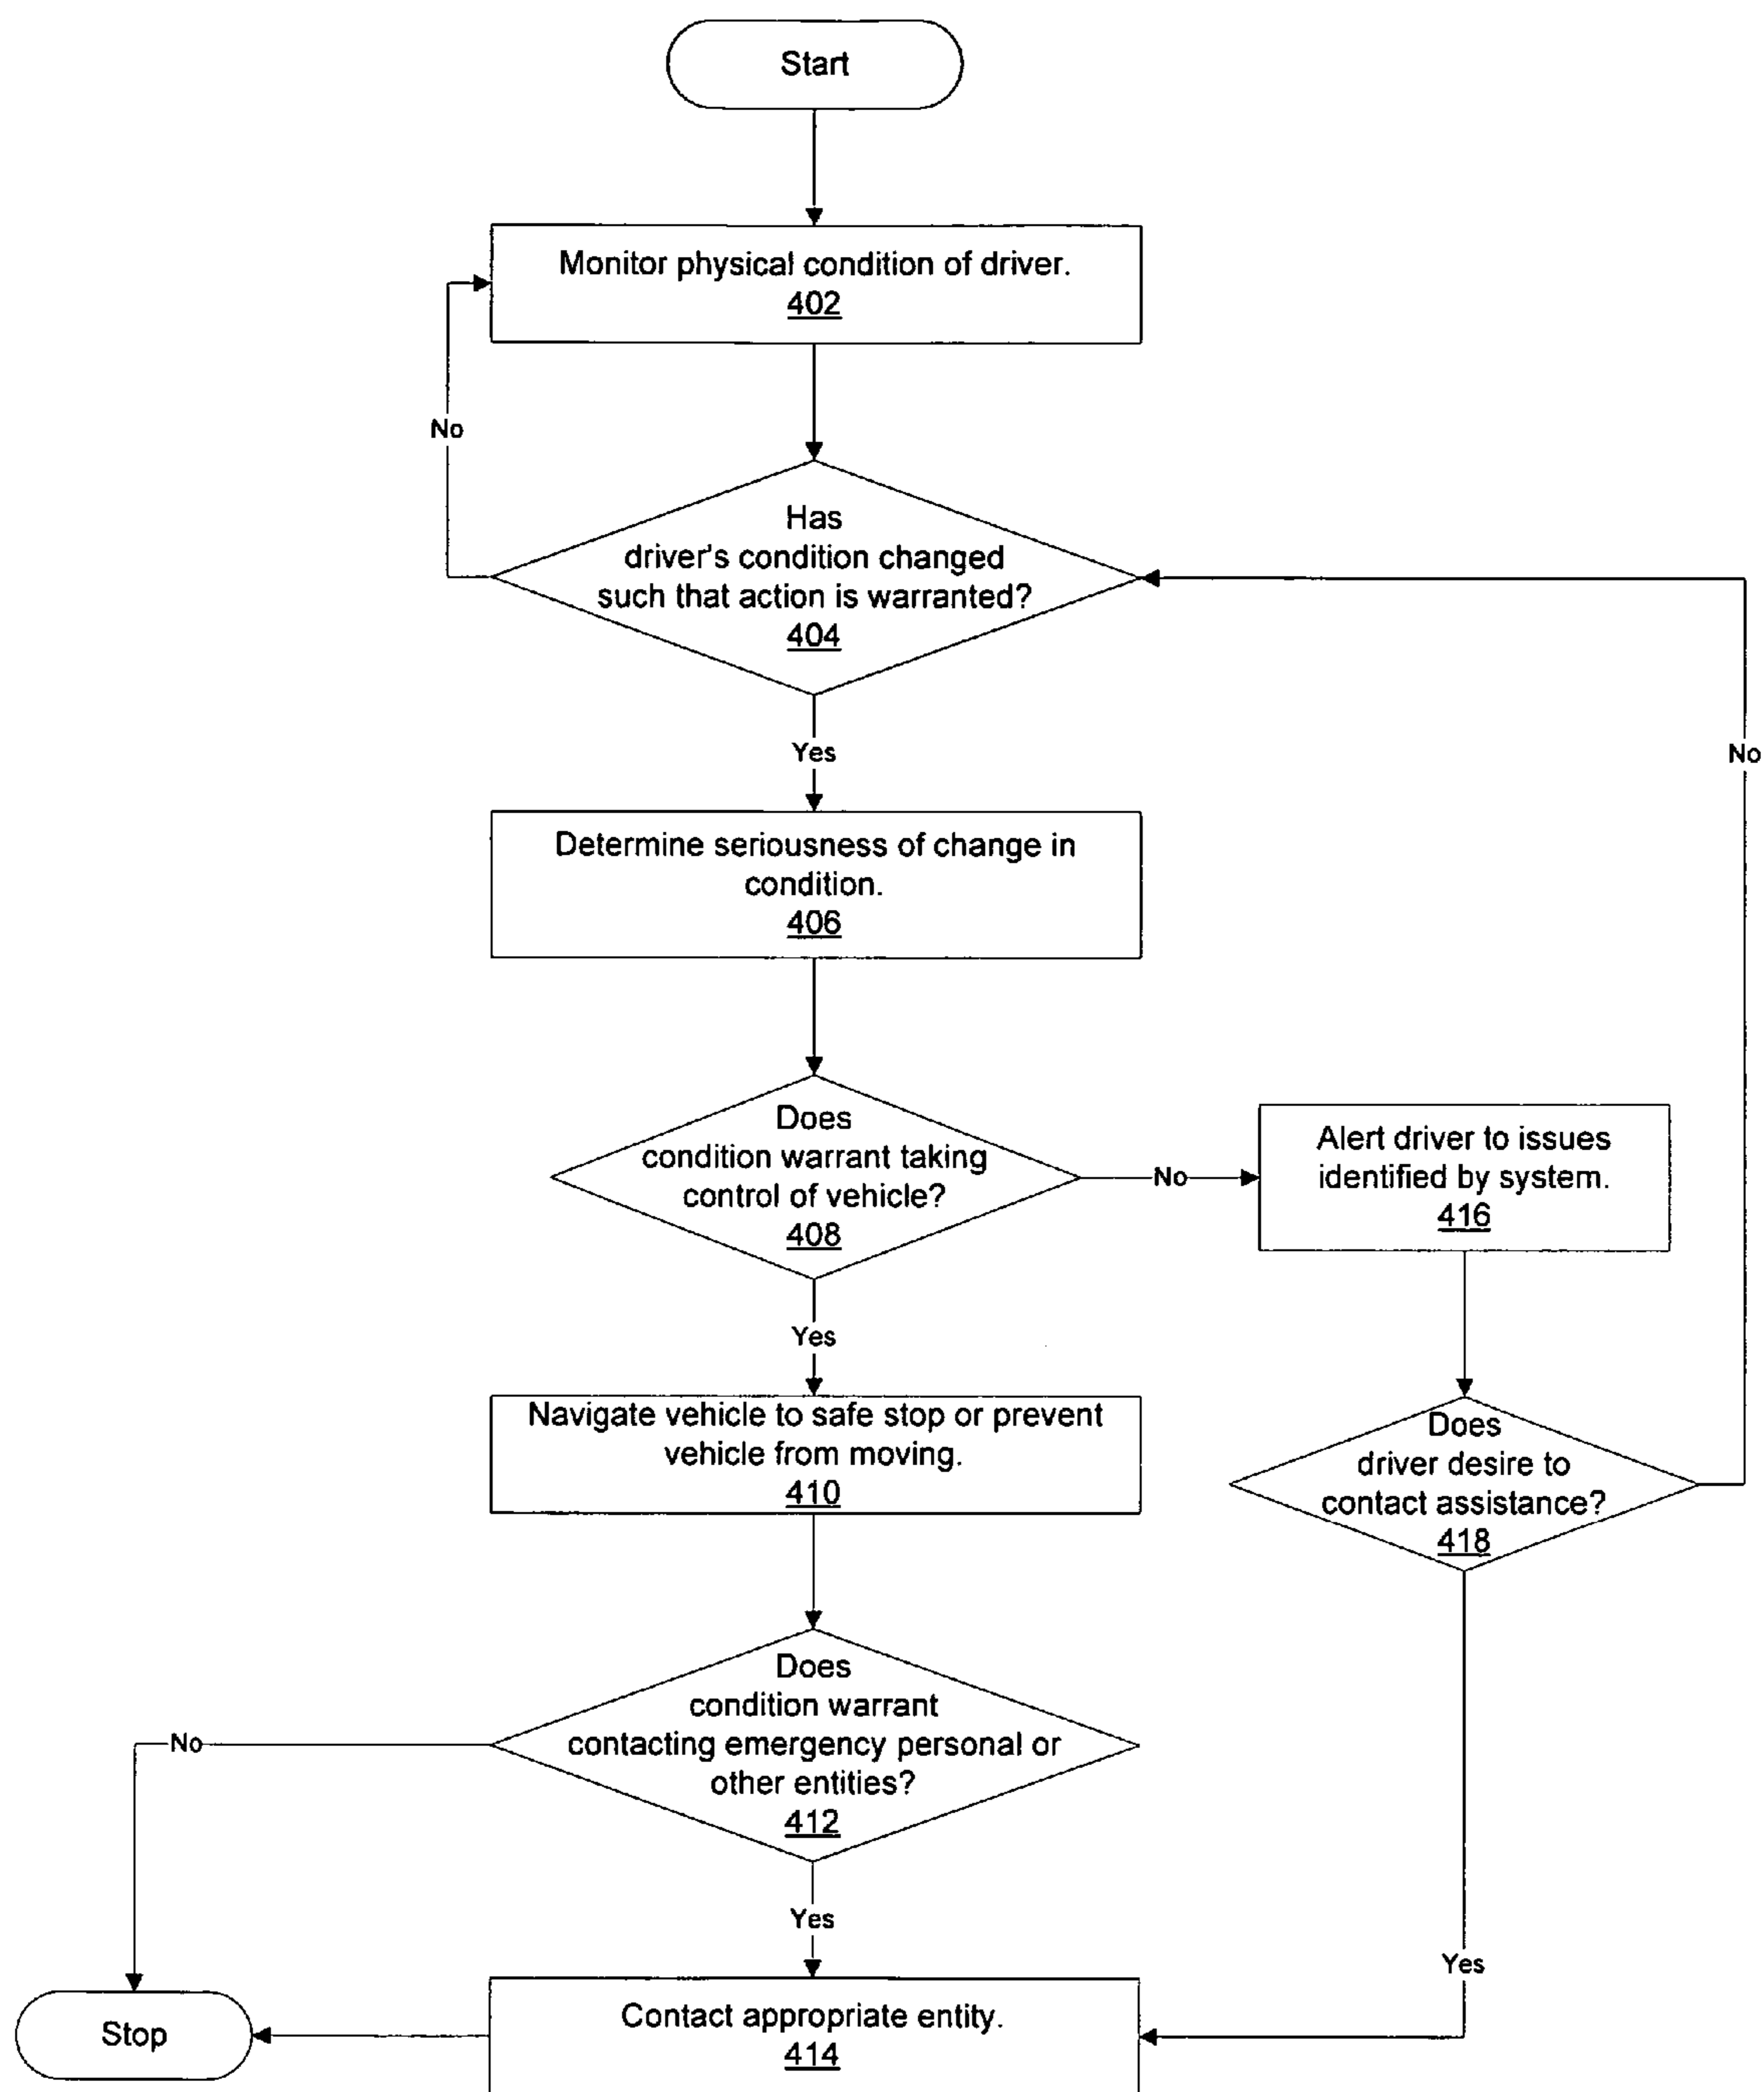 Start
Monitor physical condition of driver.
402
No
Has
driver's condition changed
such that action is warranted?
404
Yes
No
Determine seriousness of change in
condition.
406
Does
condition warrant taking
control of vehicle?
408
No
Alert driver to issues
identified by system.
416
Yes
Navigate vehicle to safe stop or prevent
vehicle from moving.
410
Does
driver desire to
contact assistance?
418
Does
condition warrant
contacting emergency personal or
other entities?
412
No
Yes
Yes
Stop
Contact appropriate entity.
414